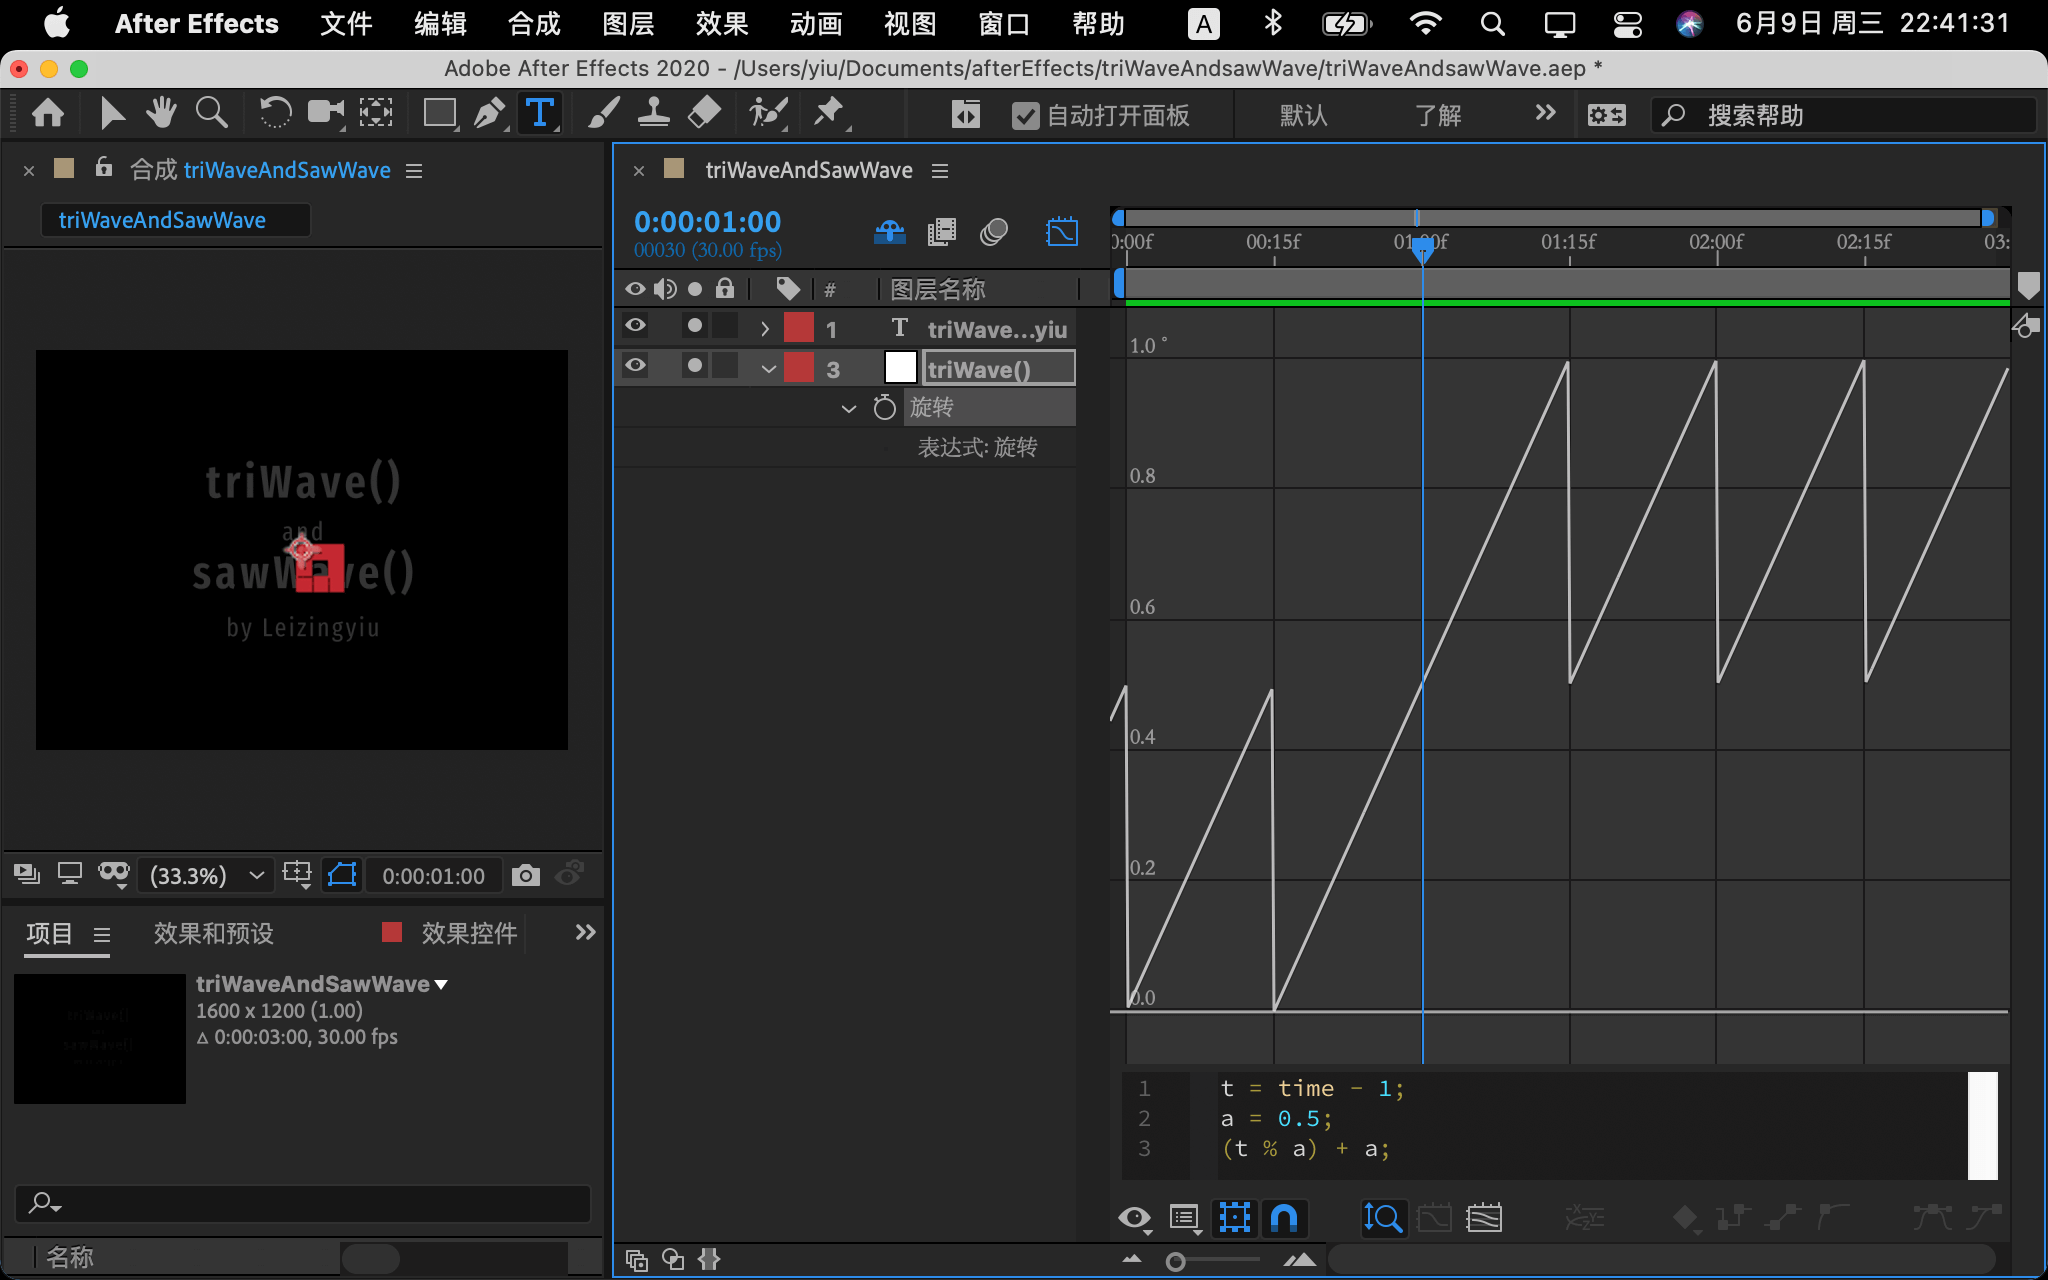 After Effects 文件 编辑 合成 图层 效果 动画 视图 窗口 帮助 A 6月9日 周三 22:41:31
Adobe After Effects 2020 - /Users/yiu/Documents/afterEffects/triWaveAndsawWave/triWaveAndsawWave.aep *
T 自动打开面板 默认 了解 搜索帮助
合成 triWaveAndSawWave
triWaveAndSawWave
triWave()
and
sawWave()
by Leizingyiu
(33.3%) 0:00:01:00
项目 效果和预设 效果控件
triWaveAndSawWave
1600 x 1200 (1.00)
Δ 0:00:03:00, 30.00 fps
名称
triWaveAndSawWave
0:00:01:00
00030 (30.00 fps)
# 图层名称
1 T triWave...yiu
3 triWave()
旋转
表达式: 旋转
0:00f 00:15f 01:00f 01:15f 02:00f 02:15f 03:
1.0 °
0.8
0.6
0.4
0.2
0.0
1 t = time - 1;
2 a = 0.5;
3 (t % a) + a;